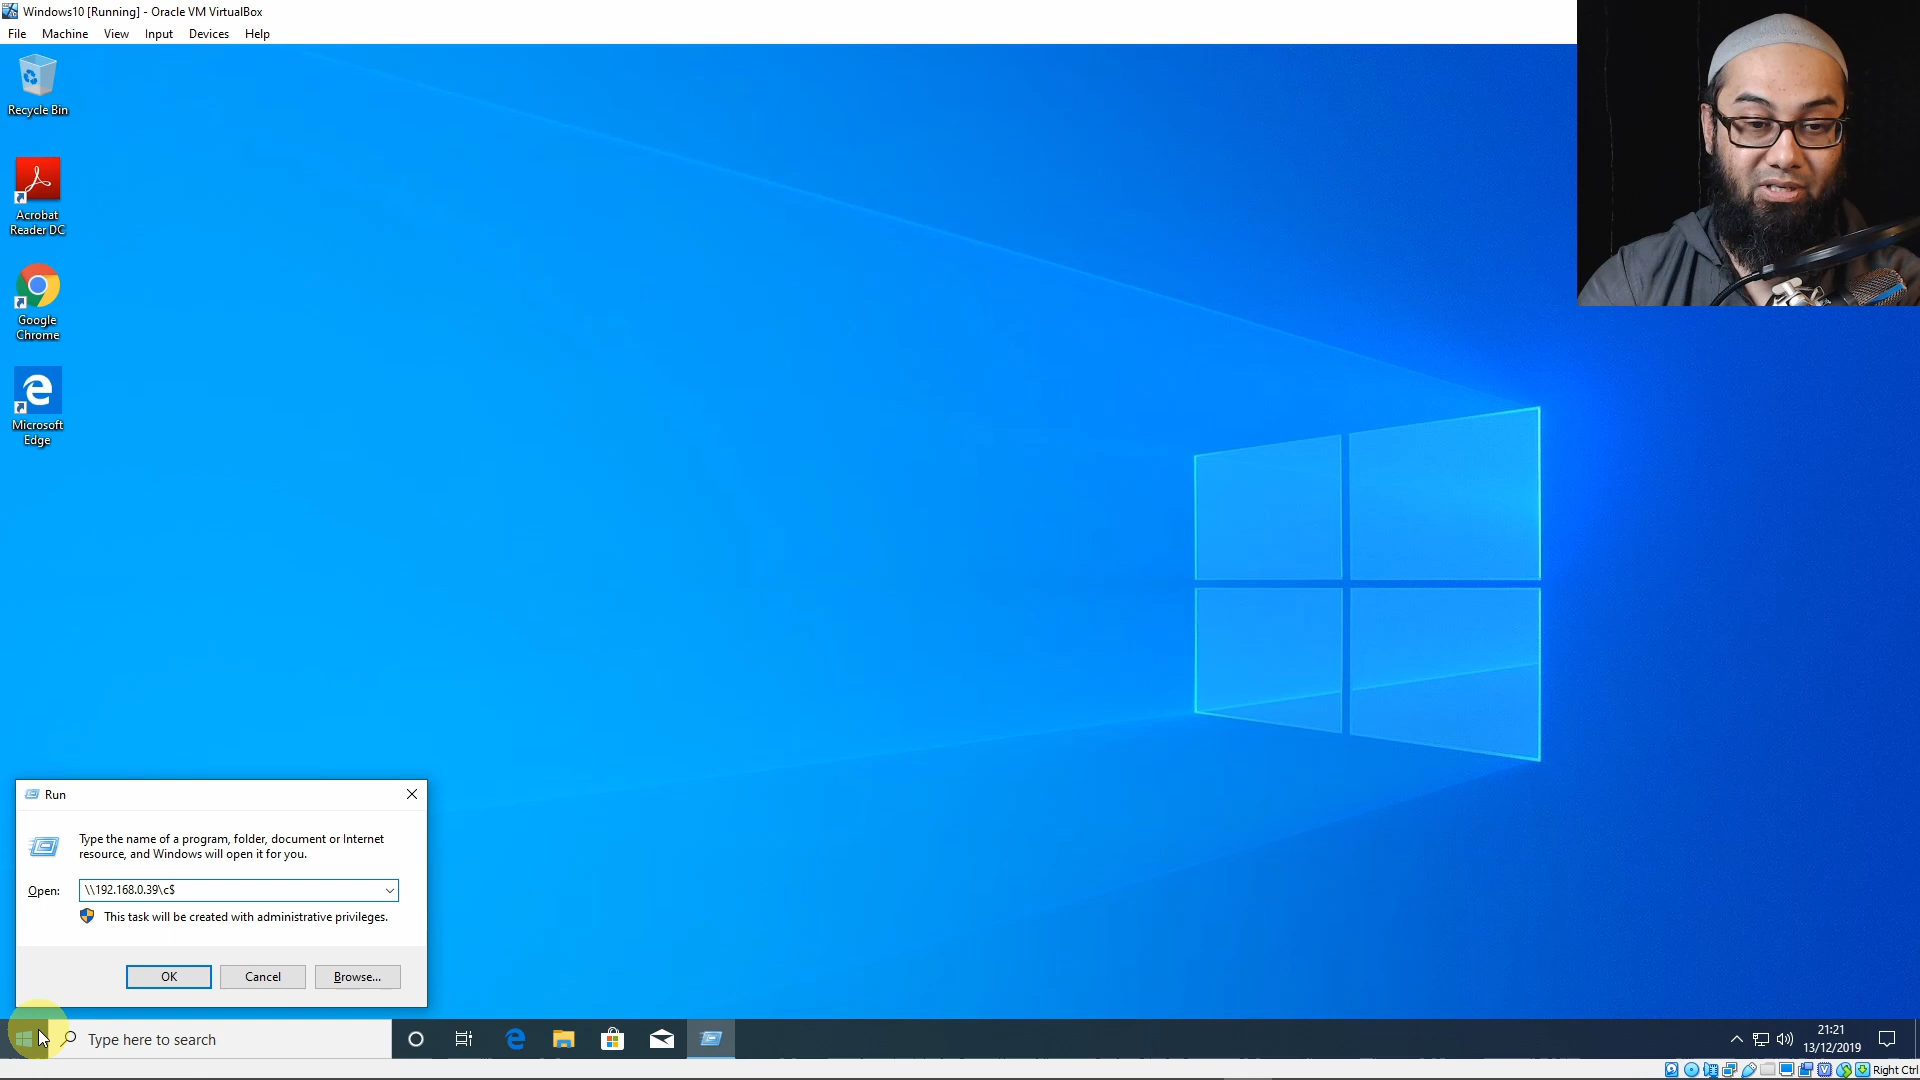 Windows10 [Running] - Oracle VM VirtualBox
File Machine View Input Devices Help
Recycle Bin
Acrobat
Reader DC
Google
Chrome
Microsoft
Edge
Run
Type the name of a program, folder, document or Internet
resource, and Windows will open it for you.
Open: \\192.168.0.39\c$
This task will be created with administrative privileges.
OK Cancel Browse...
Type here to search
21:21
13/12/2019
Right Ctrl